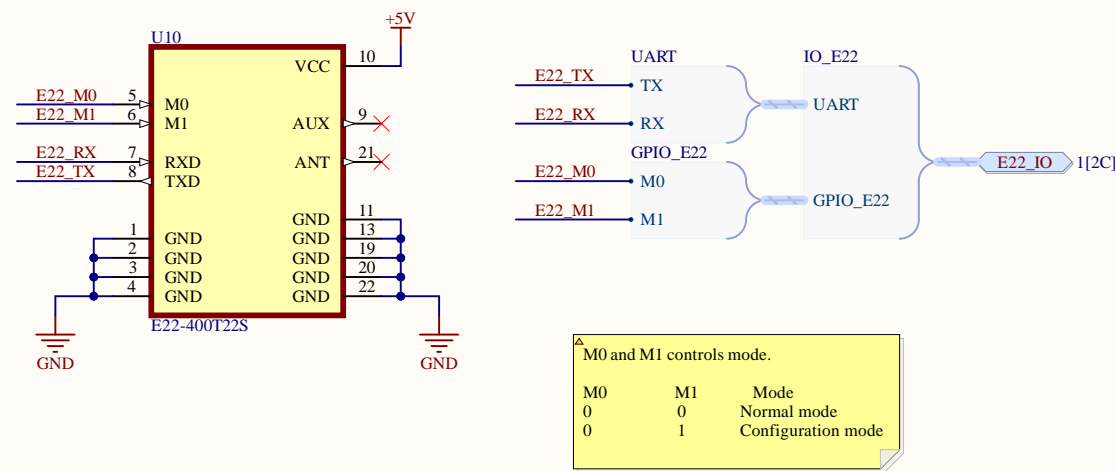 +5V
U10
VCC 10
E22_M0 5 M0
E22_M1 6 M1
AUX 9
E22_RX 7 RXD
ANT 21
E22_TX 8 TXD
GND 11
1 GND
GND 13
2 GND
GND 19
3 GND
GND 20
4 GND
GND 22
E22-400T22S
GND
GND
UART
IO_E22
E22_TX TX
UART
E22_RX RX
GPIO_E22
E22_IO 1[2C]
E22_M0 M0
GPIO_E22
E22_M1 M1
M0 and M1 controls mode.
M0 M1 Mode
0 0 Normal mode
0 1 Configuration mode